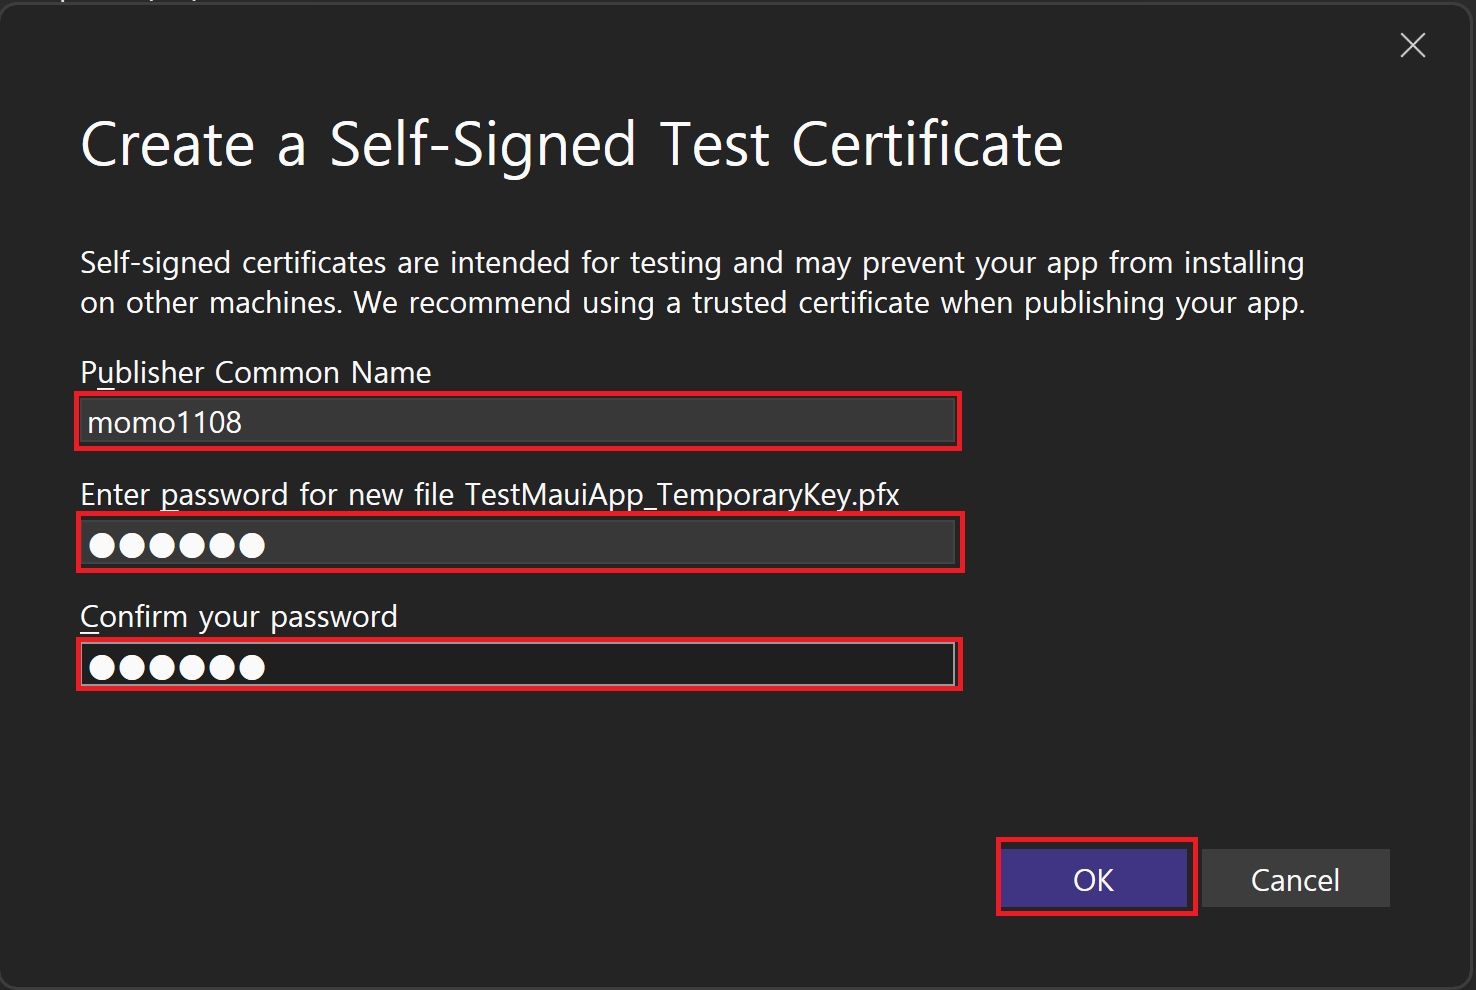 Create a Self-Signed Test Certificate
Self-signed certificates are intended for testing and may prevent your app from installing
on other machines. We recommend using a trusted certificate when publishing your app.
Publisher Common Name
momo1108
Enter password for new file TestMauiApp_TemporaryKey.pfx
●●●●●●
Confirm your password
●●●●●●
OK Cancel